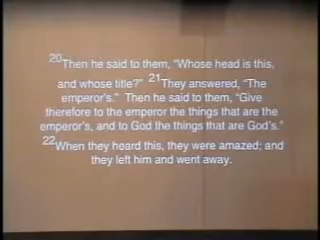 20Then he said to them, “Whose head is this,
and whose title?” 21They answered, “The
emperor’s.” Then he said to them, “Give
therefore to the emperor the things that are the
emperor’s, and to God the things that are God’s.”
22When they heard this, they were amazed; and
they left him and went away.